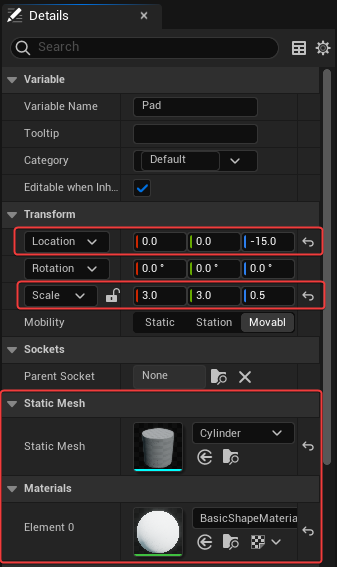 Details
Search
Variable
Variable Name Pad
Tooltip
Category Default
Editable when Inh...
Transform
Location 0.0 0.0 -15.0
Rotation 0.0 ° 0.0 ° 0.0 °
Scale 3.0 3.0 0.5
Mobility Static Station Movabl
Sockets
Parent Socket None
Static Mesh
Static Mesh Cylinder
Materials
Element 0 BasicShapeMateria